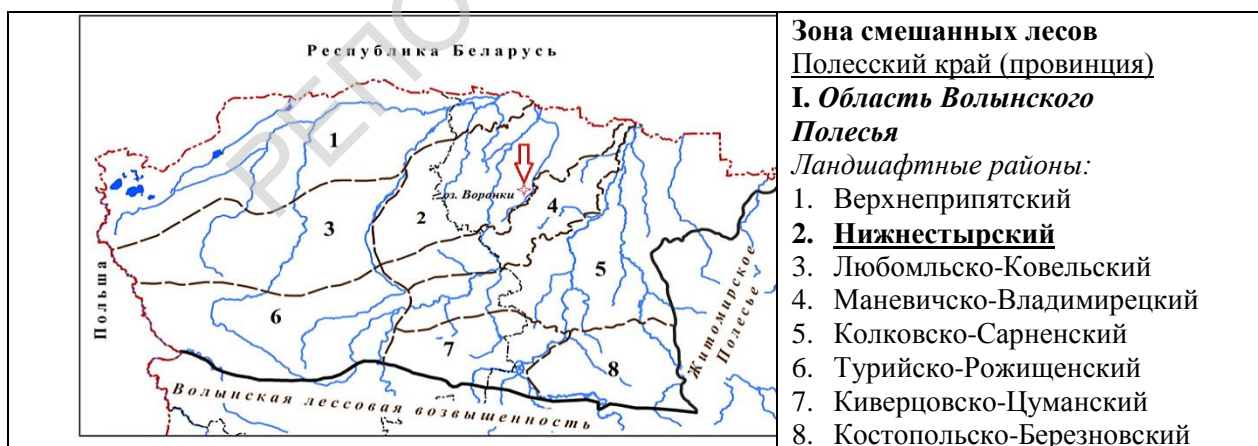 РЕПО
Республика Беларусь
Польша
1
2
3
4
5
6
7
8
оз. Воронки
Житомирское
Полесье
Волынская лессовая возвышенность
Зона смешанных лесов
Полесский край (провинция)
I. Область Волынского
Полесья
Ландшафтные районы:
1. Верхнеприпятский
2. Нижнестырский
3. Любомльско-Ковельский
4. Маневичско-Владимирецкий
5. Колковско-Сарненский
6. Турийско-Рожищенский
7. Киверцовско-Цуманский
8. Костопольско-Березновский